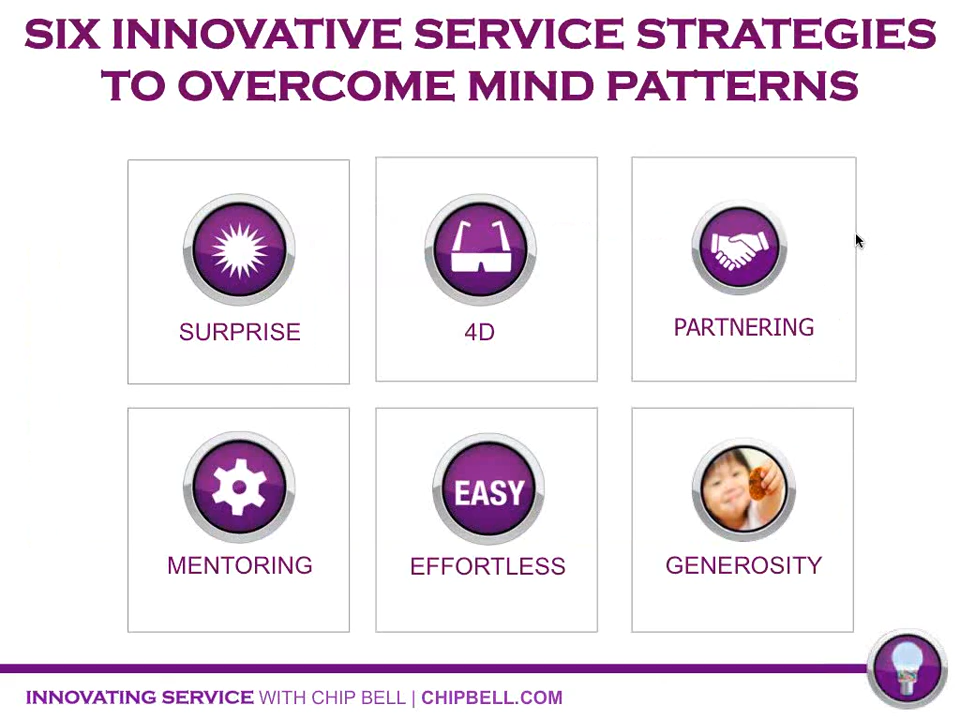 SIX INNOVATIVE SERVICE STRATEGIES
TO OVERCOME MIND PATTERNS
SURPRISE
4D
PARTNERING
MENTORING
EASY
EFFORTLESS
GENEROSITY
INNOVATING SERVICE WITH CHIP BELL | CHIPBELL.COM